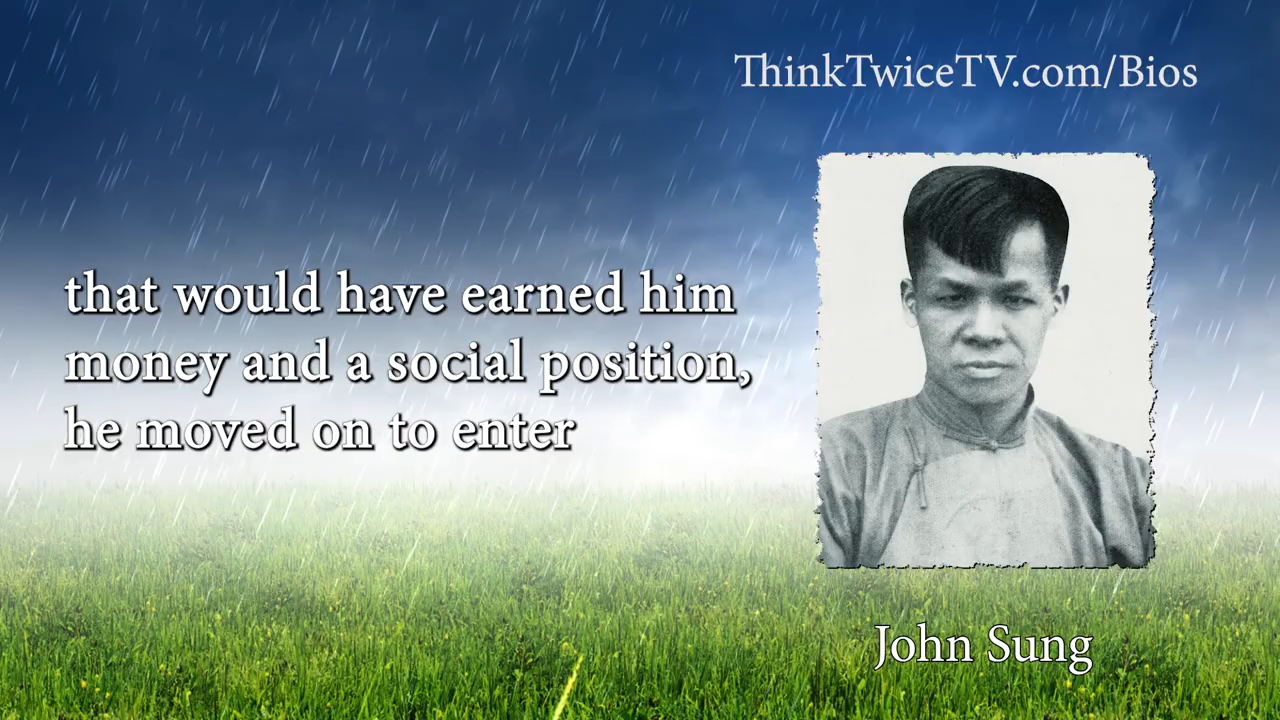 ThinkTwiceTV.com/Bios
that would have earned him
money and a social position,
he moved on to enter
John Sung